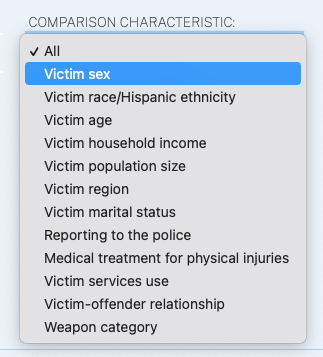 COMPARISON CHARACTERISTIC:
✓ All
Victim sex
Victim race/Hispanic ethnicity
Victim age
Victim household income
Victim population size
Victim region
Victim marital status
Reporting to the police
Medical treatment for physical injuries
Victim services use
Victim-offender relationship
Weapon category